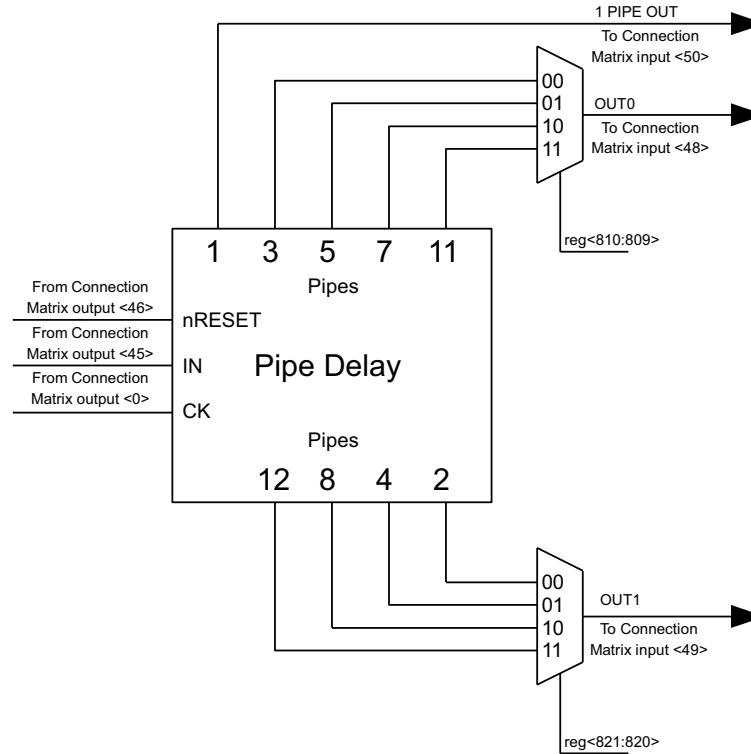 1 PIPE OUT
To Connection
Matrix input <50>
00
01
10
11
OUT0
To Connection
Matrix input <48>
reg<810:809>
1 3 5 7 11
Pipes
From Connection
Matrix output <46>
nRESET
From Connection
Matrix output <45>
IN
From Connection
Matrix output <0>
CK
Pipe Delay
Pipes
12 8 4 2
00
01
10
11
OUT1
To Connection
Matrix input <49>
reg<821:820>